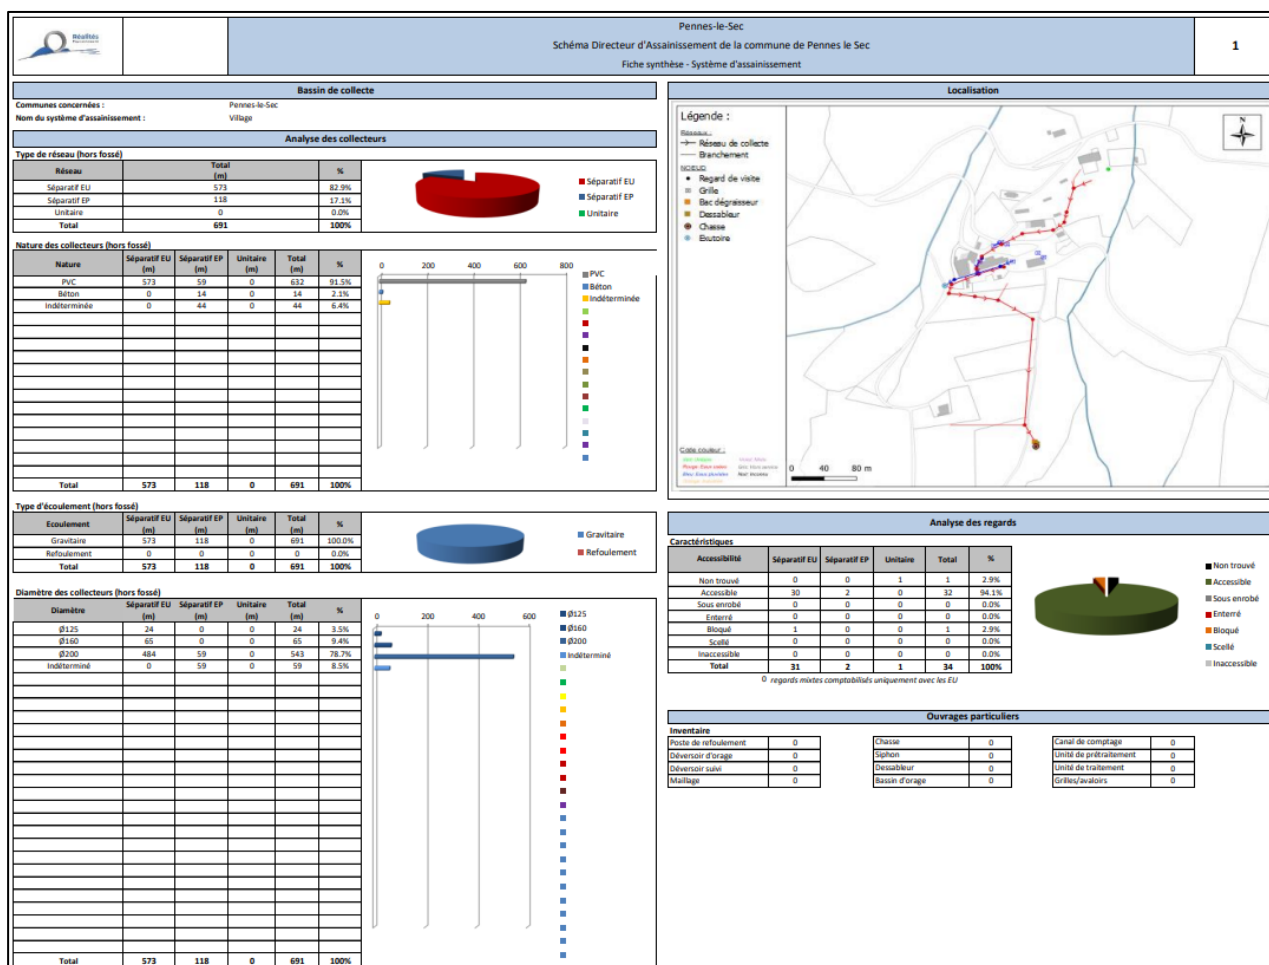 Réalités
Pennes-le-Sec
Schéma Directeur d'Assainissement de la commune de Pennes le Sec
Fiche synthèse - Système d'assainissement
1
Bassin de collecte
Communes concernées : Pennes-le-Sec
Nom du système d'assainissement : Village
Analyse des collecteurs
Type de réseau (hors fossé)
Réseau Total (m) %
Séparatif EU 573 82.9%
Séparatif EP 118 17.1%
Unitaire 0 0.0%
Total 691 100%
Séparatif EU
Séparatif EP
Unitaire
Nature des collecteurs (hors fossé)
Nature Séparatif EU (m) Séparatif EP (m) Unitaire (m) Total (m) %
PVC 573 59 0 632 91.5%
Béton 0 14 0 14 2.1%
Indéterminée 0 44 0 44 6.4%
Total 573 118 0 691 100%
0 200 400 600 800
PVC
Béton
Indéterminée
Type d'écoulement (hors fossé)
Ecoulement Séparatif EU (m) Séparatif EP (m) Unitaire (m) Total (m) %
Gravitaire 573 118 0 691 100.0%
Refoulement 0 0 0 0 0.0%
Total 573 118 0 691 100%
Gravitaire
Refoulement
Diamètre des collecteurs (hors fossé)
Diamètre Séparatif EU (m) Séparatif EP (m) Unitaire (m) Total (m) %
Ø125 24 0 0 24 3.5%
Ø160 65 0 0 65 9.4%
Ø200 484 59 0 543 78.7%
Indéterminé 0 59 0 59 8.5%
Total 573 118 0 691 100%
0 200 400 600
Ø125
Ø160
Ø200
Indéterminé
Localisation
Légende :
Réseau :
Réseau de collecte
Branchement
NOEUD
Regard de visite
Grille
Bac dégraisseur
Dessableur
Chasse
Exutoire
Code couleur :
0 40 80 m
N
Analyse des regards
Caractéristiques
Accessibilité Séparatif EU Séparatif EP Unitaire Total %
Non trouvé 0 0 1 1 2.9%
Accessible 30 2 0 32 94.1%
Sous enrobé 0 0 0 0 0.0%
Enterré 0 0 0 0 0.0%
Bloqué 1 0 0 1 2.9%
Scellé 0 0 0 0 0.0%
Inaccessible 0 0 0 0 0.0%
Total 31 2 1 34 100%
0 regards mixtes comptabilisés uniquement avec les EU
Non trouvé
Accessible
Sous enrobé
Enterré
Bloqué
Scellé
Inaccessible
Ouvrages particuliers
Inventaire
Poste de refoulement 0 Chasse 0 Canal de comptage 0
Déversoir d'orage 0 Siphon 0 Unité de prétraitement 0
Déversoir suivi 0 Dessableur 0 Unité de traitement 0
Maillage 0 Bassin d'orage 0 Grilles/avaloirs 0